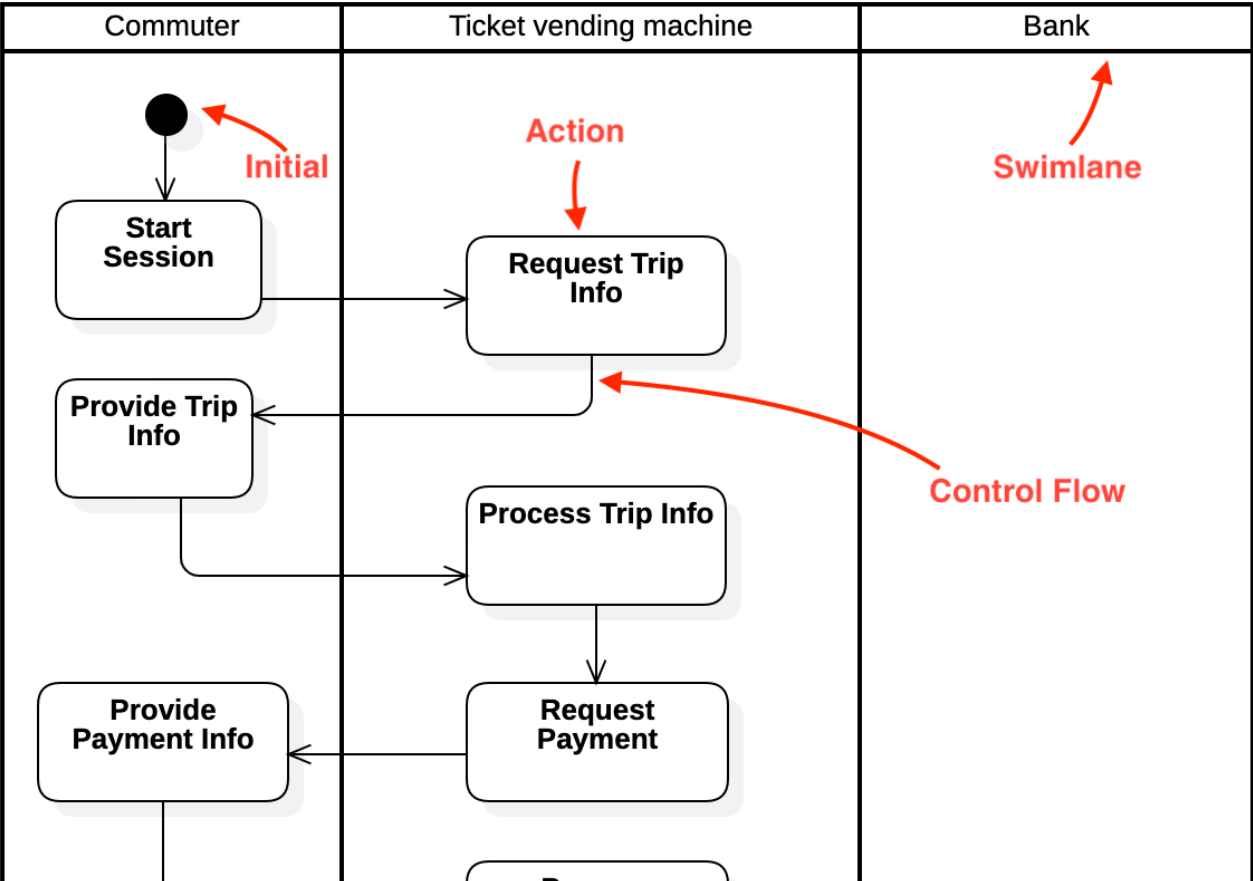 Commuter
Ticket vending machine
Bank
Initial
Action
Swimlane
Start
Session
Request Trip
Info
Provide Trip
Info
Control Flow
Process Trip Info
Provide
Payment Info
Request
Payment